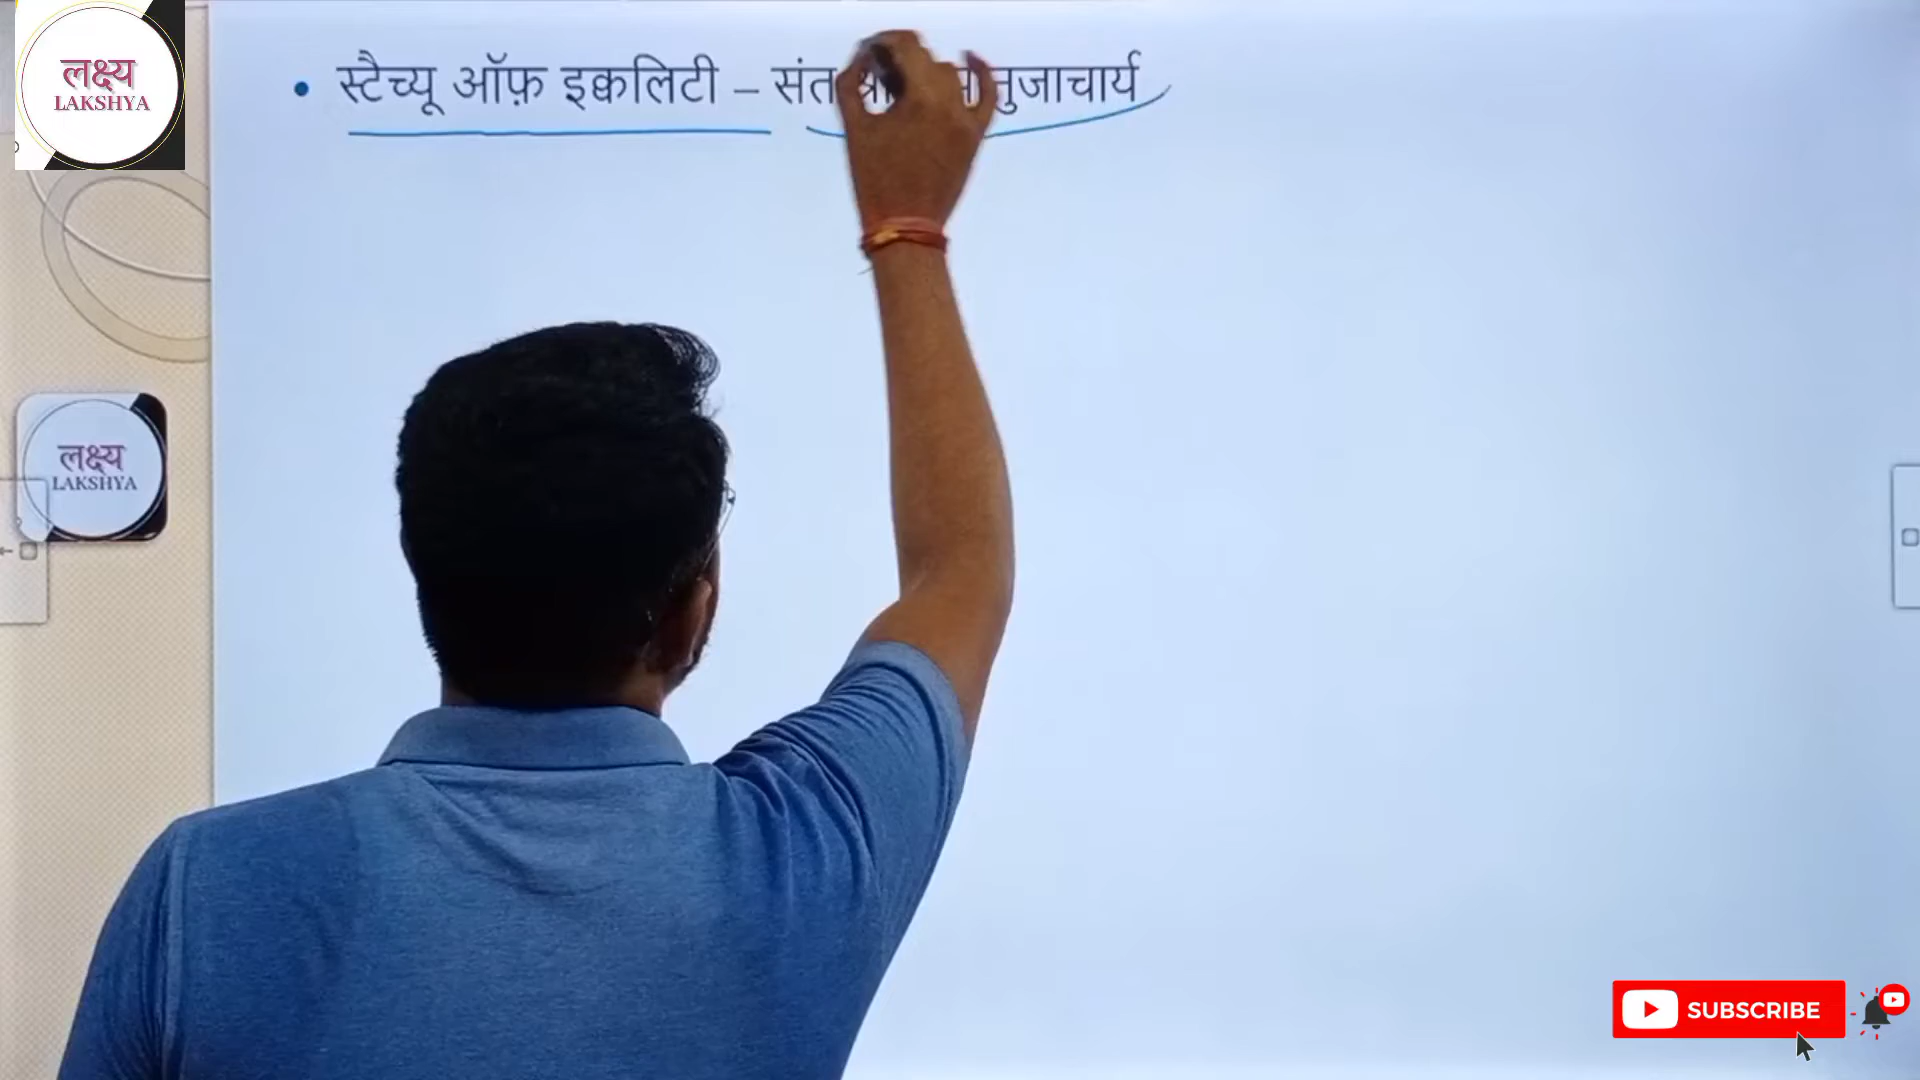 लक्ष्य
LAKSHYA
• स्टैच्यू ऑफ़ इक्वलिटी – संत
लक्ष्य
LAKSHYA
SUBSCRIBE